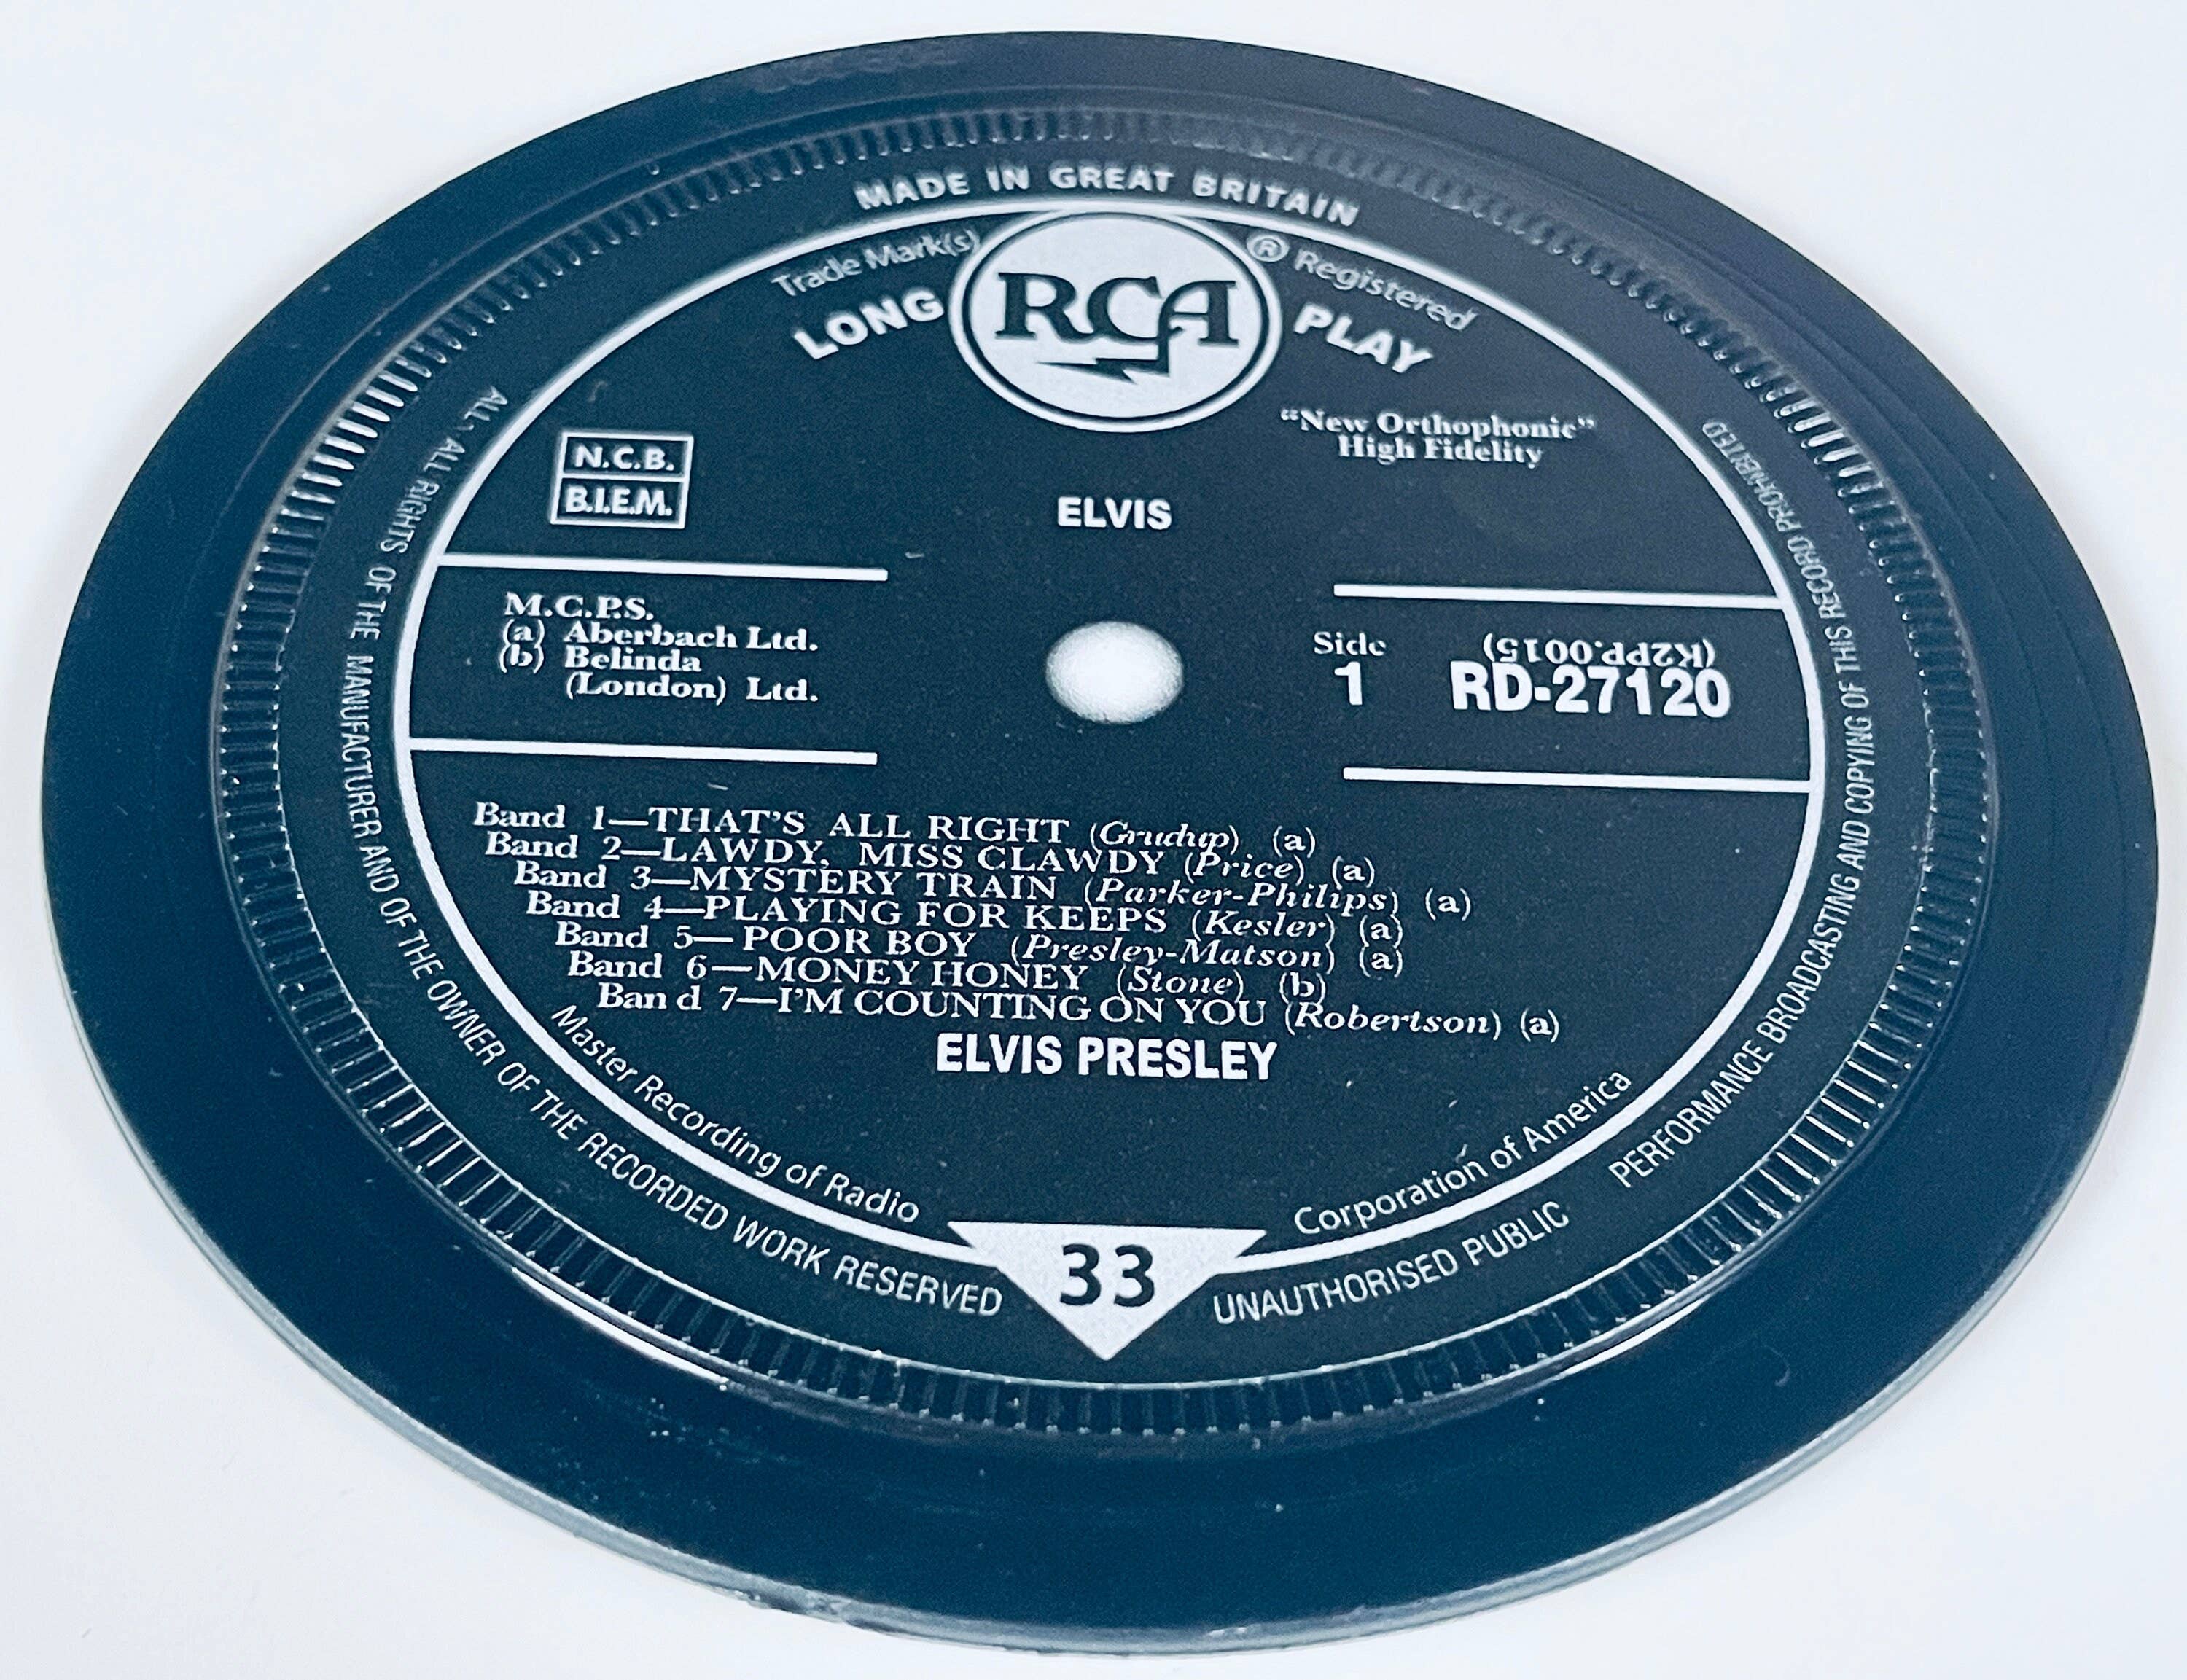 MADE IN GREAT BRITAIN
Trade Mark(s) ® Registered
LONG RCA PLAY
"New Orthophonic"
High Fidelity
N.C.B.
B.I.E.M.
ELVIS
M.C.P.S.
(a) Aberbach Ltd.
(b) Belinda
(London) Ltd.
Side
1
(K2PP.0015)
RD-27120
Band 1—THAT'S ALL RIGHT (Grudup) (a)
Band 2—LAWDY, MISS CLAWDY (Price) (a)
Band 3—MYSTERY TRAIN (Parker-Philips) (a)
Band 4—PLAYING FOR KEEPS (Kesler) (a)
Band 5—POOR BOY (Presley-Matson) (a)
Band 6—MONEY HONEY (Stone) (b)
Band 7—I'M COUNTING ON YOU (Robertson) (a)
ELVIS PRESLEY
Master Recording of Radio Corporation of America
33
ALL, ALL RIGHTS OF THE MANUFACTURER AND OF THE OWNER OF THE RECORDED WORK RESERVED
UNAUTHORISED PUBLIC PERFORMANCE BROADCASTING AND COPYING OF THIS RECORD PROHIBITED